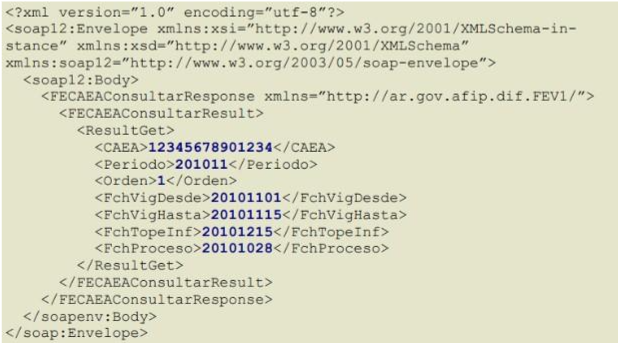 <?xml version=”1.0” encoding=”utf-8”?>
<soap12:Envelope xmlns:xsi=”http://www.w3.org/2001/XMLSchema-in-
stance” xmlns:xsd=”http://www.w3.org/2001/XMLSchema”
xmlns:soap12=”http://www.w3.org/2003/05/soap-envelope”>
<soap12:Body>
<FECAEAConsultarResponse xmlns=”http://ar.gov.afip.dif.FEV1/”>
<FECAEAConsultarResult>
<ResultGet>
<CAEA>12345678901234</CAEA>
<Periodo>201011</Periodo>
<Orden>1</Orden>
<FchVigDesde>20101101</FchVigDesde>
<FchVigHasta>20101115</FchVigHasta>
<FchTopeInf>20101215</FchTopeInf>
<FchProceso>20101028</FchProceso>
</ResultGet>
</FECAEAConsultarResult>
</FECAEAConsultarResponse>
</soapenv:Body>
</soap:Envelope>